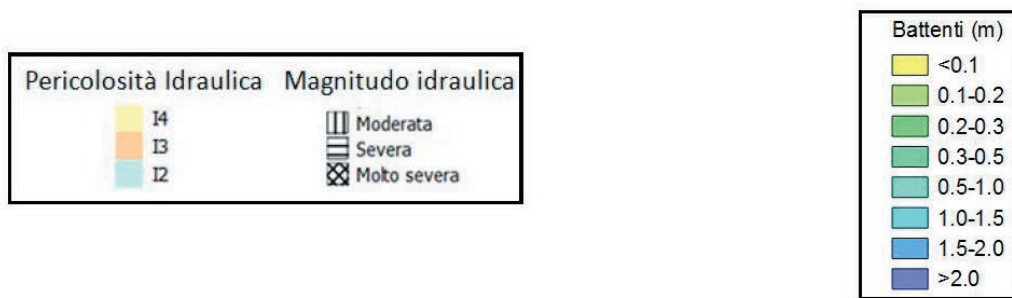 Pericolosità Idraulica
I4
I3
I2
Magnitudo idraulica
Moderata
Severa
Molto severa
Battenti (m)
<0.1
0.1-0.2
0.2-0.3
0.3-0.5
0.5-1.0
1.0-1.5
1.5-2.0
>2.0